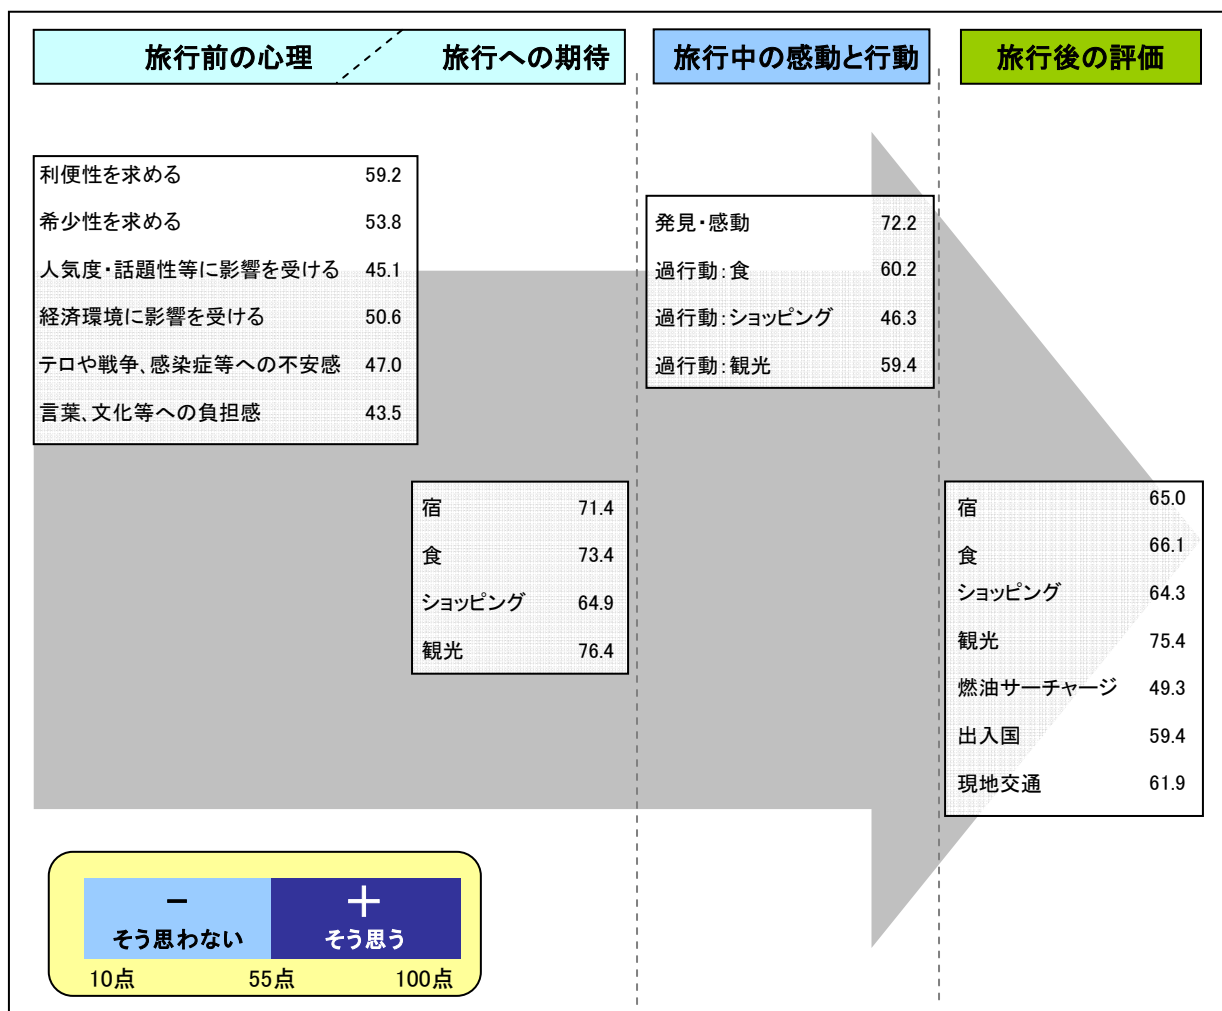 旅行前の心理
旅行への期待
旅行中の感動と行動
旅行後の評価
利便性を求める 59.2
希少性を求める 53.8
人気度・話題性等に影響を受ける 45.1
経済環境に影響を受ける 50.6
テロや戦争、感染症等への不安感 47.0
言葉、文化等への負担感 43.5
宿 71.4
食 73.4
ショッピング 64.9
観光 76.4
発見・感動 72.2
過行動:食 60.2
過行動:ショッピング 46.3
過行動:観光 59.4
宿 65.0
食 66.1
ショッピング 64.3
観光 75.4
燃油サーチャージ 49.3
出入国 59.4
現地交通 61.9
− ＋
そう思わない そう思う
10点 55点 100点